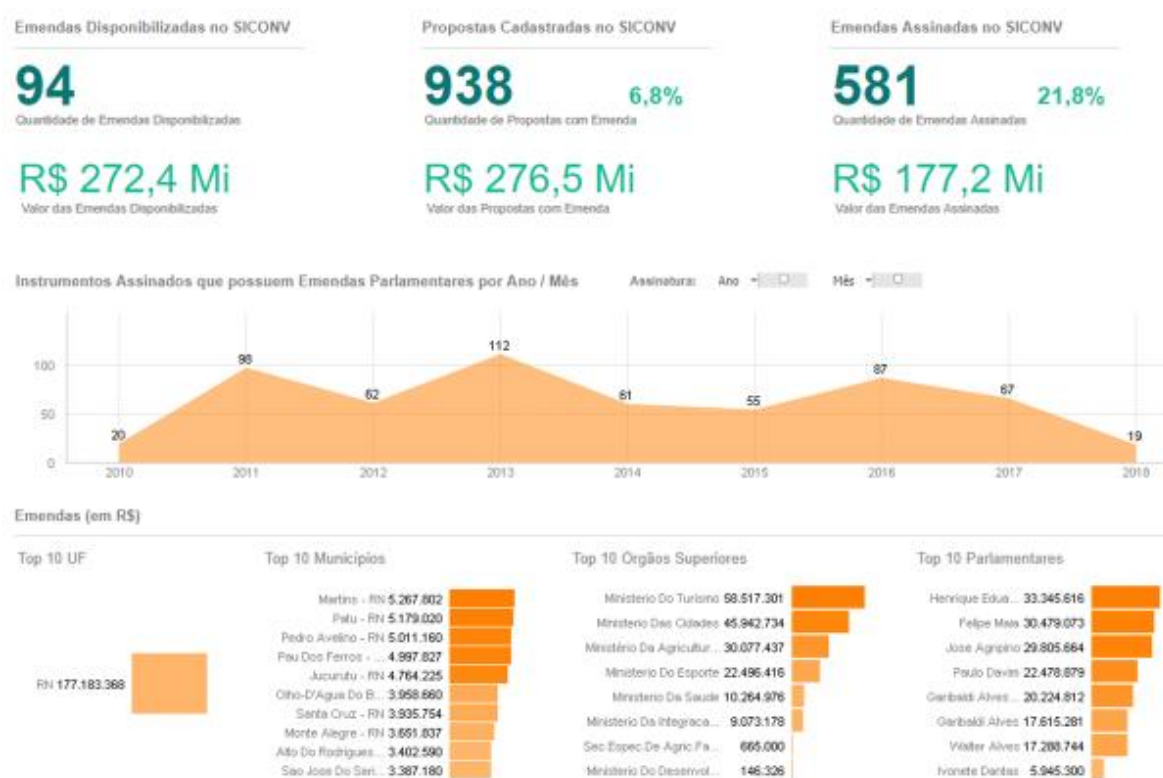 Emendas Disponibilizadas no SICONV
Propostas Cadastradas no SICONV
Emendas Assinadas no SICONV
94
Quantidade de Emendas Disponibilizadas
938
6,8%
Quantidade de Propostas com Emenda
581
21,8%
Quantidade de Emendas Assinadas
R$ 272,4 Mi
Valor das Emendas Disponibilizadas
R$ 276,5 Mi
Valor das Propostas com Emenda
R$ 177,2 Mi
Valor das Emendas Assinadas
Instrumentos Assinados que possuem Emendas Parlamentares por Ano / Mês
Assinatura: Ano Mês
100
50
0
20
98
62
112
61
55
87
67
19
2010 2011 2012 2013 2014 2015 2016 2017 2018
Emendas (em R$)
Top 10 UF
RN 177.183.368
Top 10 Municípios
Martins - RN 5.267.802
Patu - RN 5.179.020
Pedro Avelino - RN 5.011.160
Pau Dos Ferros - ... 4.997.827
Jucurutu - RN 4.764.225
Olho-D'Agua Do B... 3.958.660
Santa Cruz - RN 3.935.754
Monte Alegre - RN 3.651.837
Alto Do Rodrigues... 3.402.590
Sao Jose Do Seri... 3.387.180
Top 10 Orgãos Superiores
Ministerio Do Turismo 58.517.301
Ministerio Das Cidades 45.942.734
Ministério Da Agricultur... 30.077.437
Ministerio Do Esporte 22.496.416
Ministerio Da Saude 10.264.976
Ministerio Da Integraca... 9.073.178
Sec Espec De Agric Fa... 665.000
Ministerio Do Desenvol... 146.326
Top 10 Parlamentares
Henrique Edua... 33.345.616
Felipe Maia 30.479.073
Jose Agripino 29.805.664
Paulo Davim 22.478.879
Garibaldi Alves... 20.224.812
Garibaldi Alves 17.615.281
Walter Alves 17.288.744
Ivonete Dantas 5.945.300